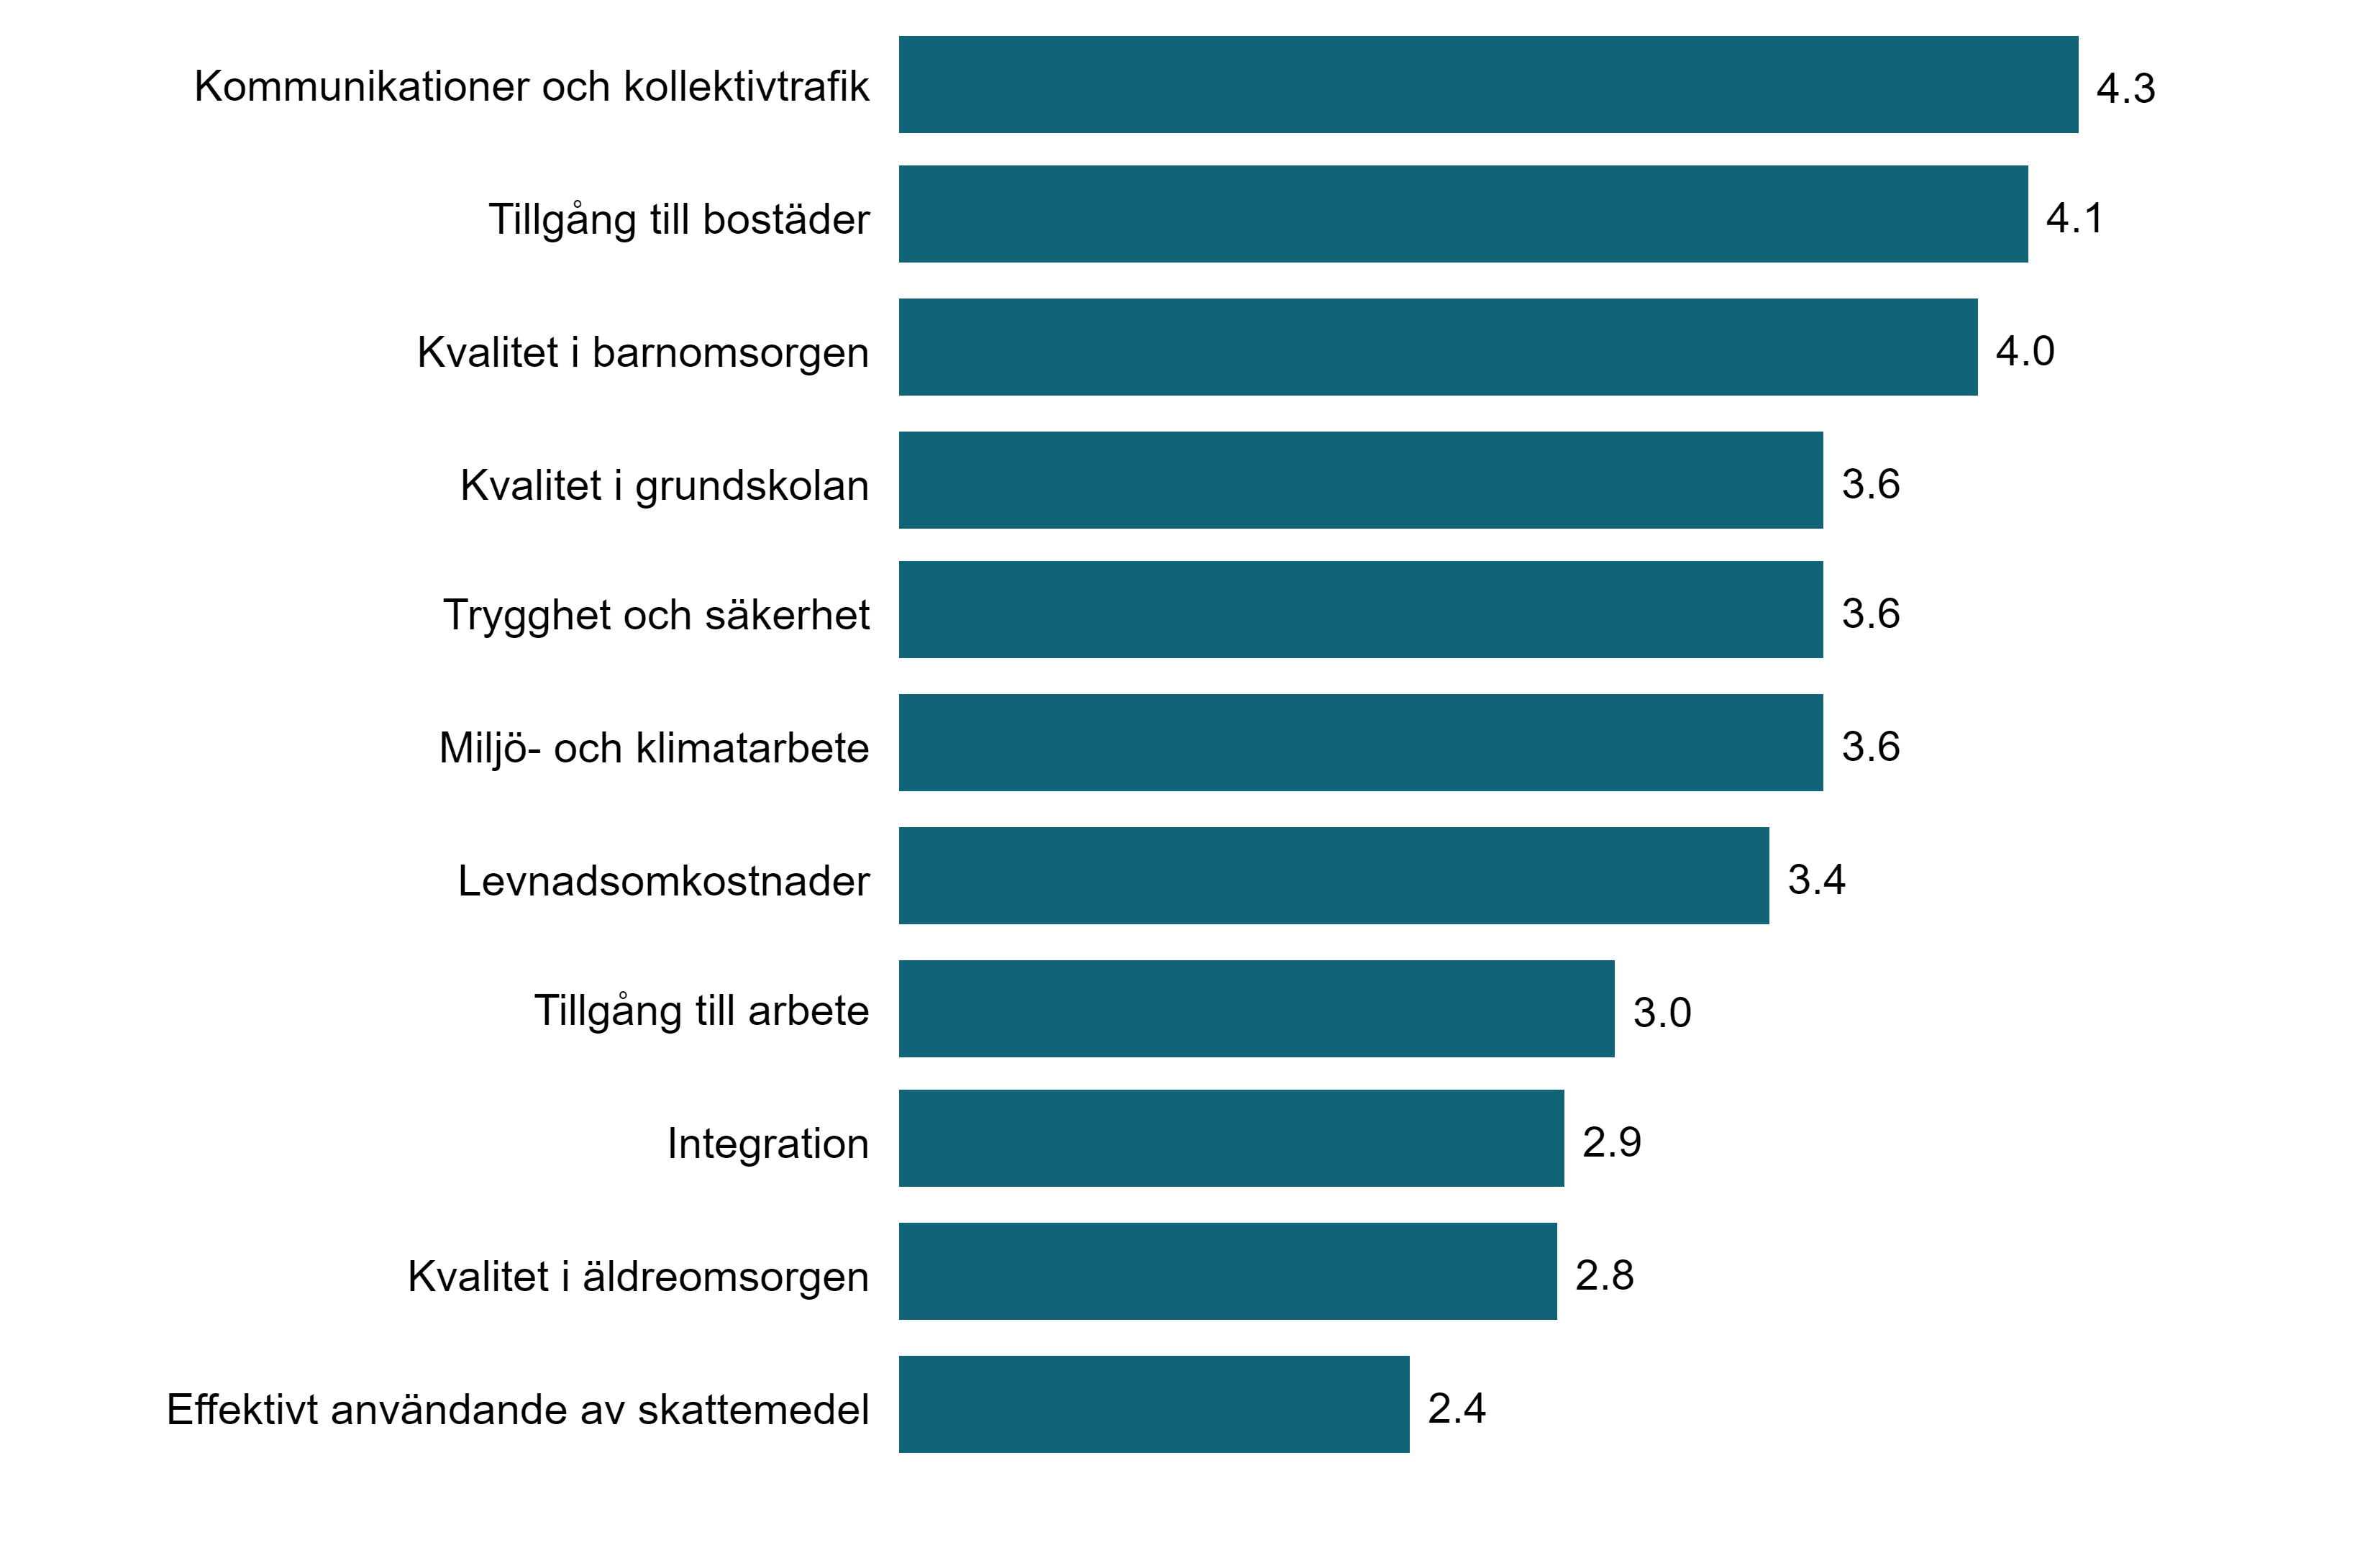 Kommunikationer och kollektivtrafik 4.3
Tillgång till bostäder 4.1
Kvalitet i barnomsorgen 4.0
Kvalitet i grundskolan 3.6
Trygghet och säkerhet 3.6
Miljö- och klimatarbete 3.6
Levnadsomkostnader 3.4
Tillgång till arbete 3.0
Integration 2.9
Kvalitet i äldreomsorgen 2.8
Effektivt användande av skattemedel 2.4